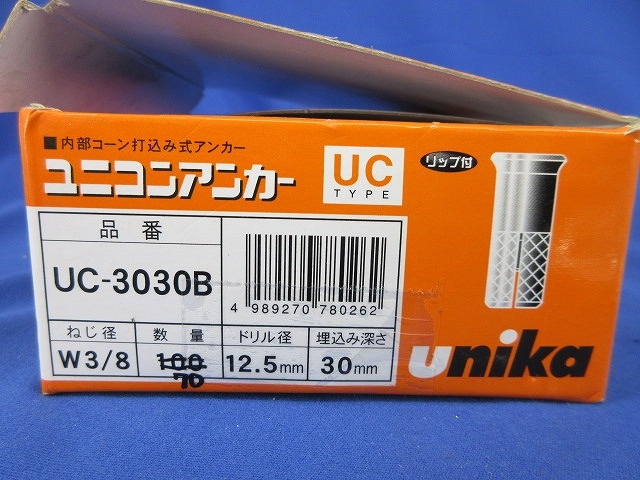 ■内部コーン打込み式アンカー
ユニコンアンカー
UC
TYPE
リップ付
品番
UC-3030B
4 989270 780262
ねじ径 数量 ドリル径 埋込み深さ
W3/8 100 12.5mm 30mm
70
unika